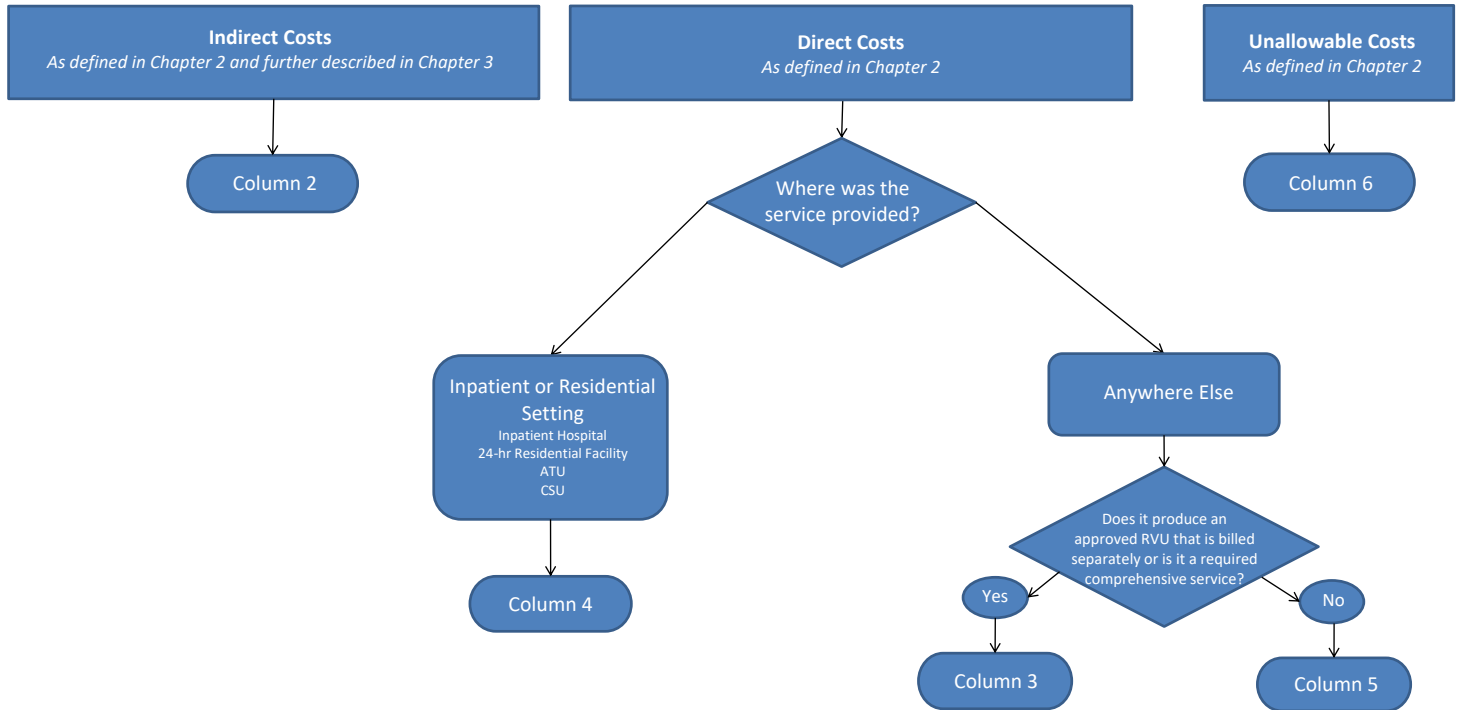 Indirect Costs
As defined in Chapter 2 and further described in Chapter 3
Direct Costs
As defined in Chapter 2
Unallowable Costs
As defined in Chapter 2
Column 2
Where was the
service provided?
Column 6
Inpatient or Residential
Setting
Inpatient Hospital
24-hr Residential Facility
ATU
CSU
Anywhere Else
Does it produce an
approved RVU that is billed
separately or is it a required
comprehensive service?
Column 4
Yes
No
Column 3
Column 5